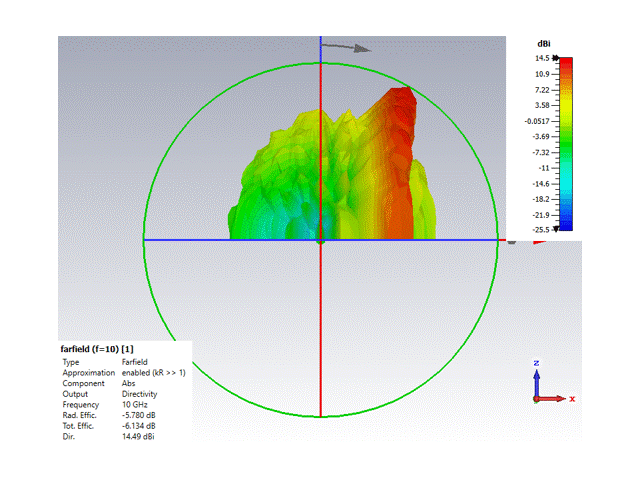 dBi
14.5
10.9
7.22
3.58
-0.0517
-3.69
-7.32
-11
-14.6
-18.2
-21.9
-25.5
farfield (f=10) [1]
Type Farfield
Approximation enabled (kR >> 1)
Component Abs
Output Directivity
Frequency 10 GHz
Rad. Effic. -5.780 dB
Tot. Effic. -6.134 dB
Dir. 14.49 dBi
z
x